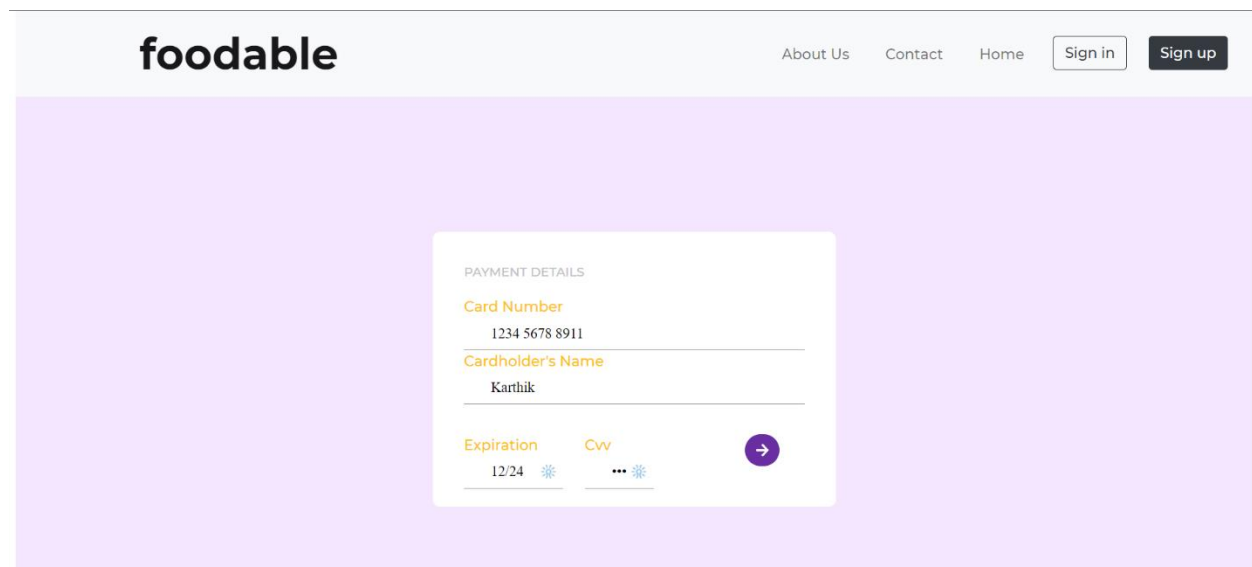 foodable
About Us Contact Home Sign in Sign up
PAYMENT DETAILS
Card Number
1234 5678 8911
Cardholder's Name
Karthik
Expiration Cvv
12/24 •••